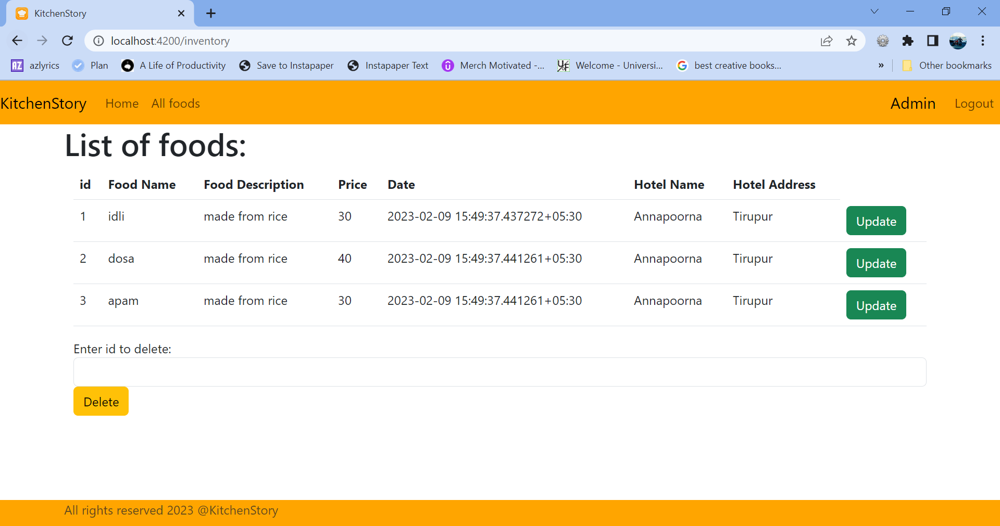 KitchenStory
localhost:4200/inventory
azlyrics Plan A Life of Productivity Save to Instapaper Instapaper Text Merch Motivated -... Welcome - Universi... best creative books... » Other bookmarks
KitchenStory Home All foods Admin Logout
List of foods:
id Food Name Food Description Price Date Hotel Name Hotel Address
1 idli made from rice 30 2023-02-09 15:49:37.437272+05:30 Annapoorna Tirupur Update
2 dosa made from rice 40 2023-02-09 15:49:37.441261+05:30 Annapoorna Tirupur Update
3 apam made from rice 30 2023-02-09 15:49:37.441261+05:30 Annapoorna Tirupur Update
Enter id to delete:
Delete
All rights reserved 2023 @KitchenStory